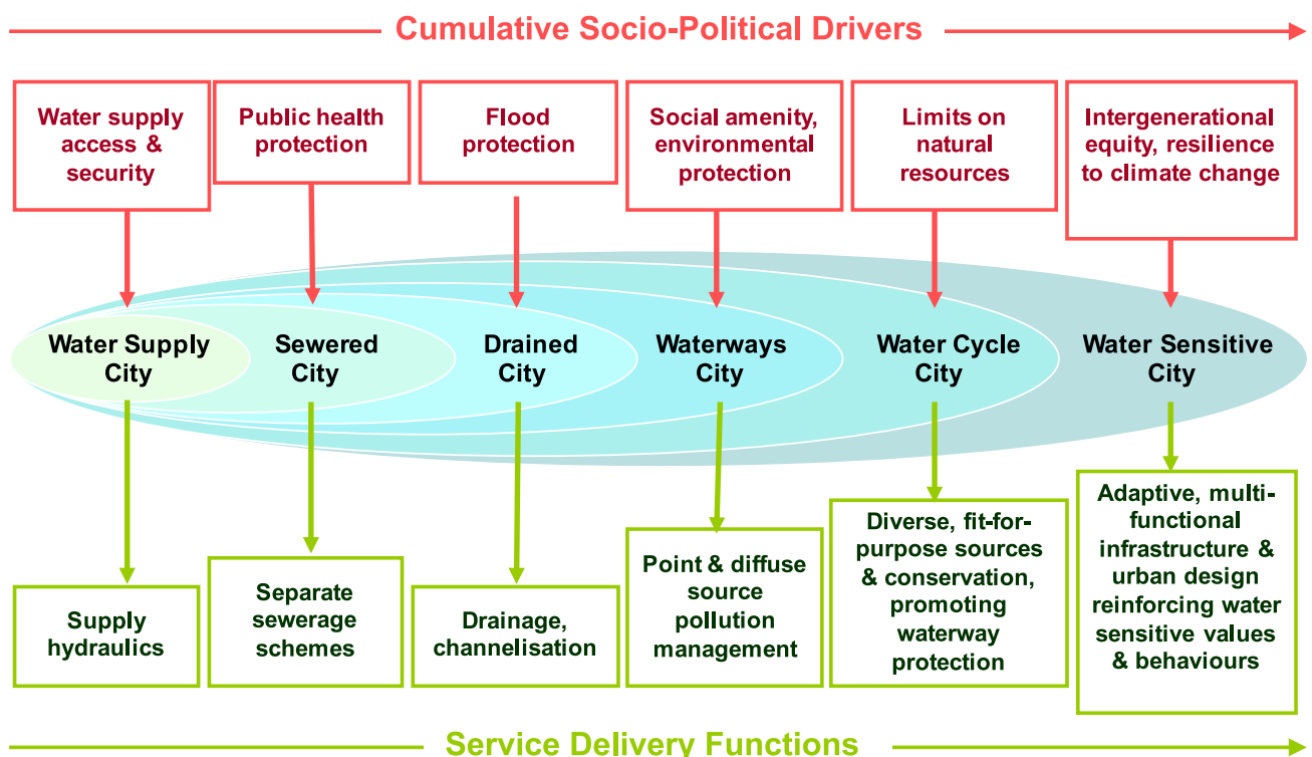 Cumulative Socio-Political Drivers
Water supply
access &
security
Public health
protection
Flood
protection
Social amenity,
environmental
protection
Limits on
natural
resources
Intergenerational
equity, resilience
to climate change
Water Supply
City
Sewered
City
Drained
City
Waterways
City
Water Cycle
City
Water Sensitive
City
Supply
hydraulics
Separate
sewerage
schemes
Drainage,
channelisation
Point & diffuse
source
pollution
management
Diverse, fit-for-
purpose sources
& conservation,
promoting
waterway
protection
Adaptive, multi-
functional
infrastructure &
urban design
reinforcing water
sensitive values
& behaviours
Service Delivery Functions